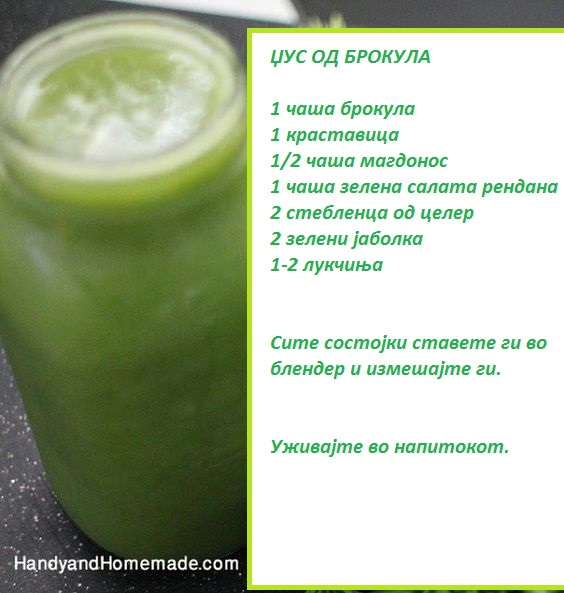 ЏУС ОД БРОКУЛА
1 чаша брокула
1 краставица
1/2 чаша магдонос
1 чаша зелена салата рендана
2 стебленца од целер
2 зелени јаболка
1-2 лукчиња
Сите состојки ставете ги во
блендер и измешајте ги.
Уживајте во напитокот.
HandyandHomemade.com